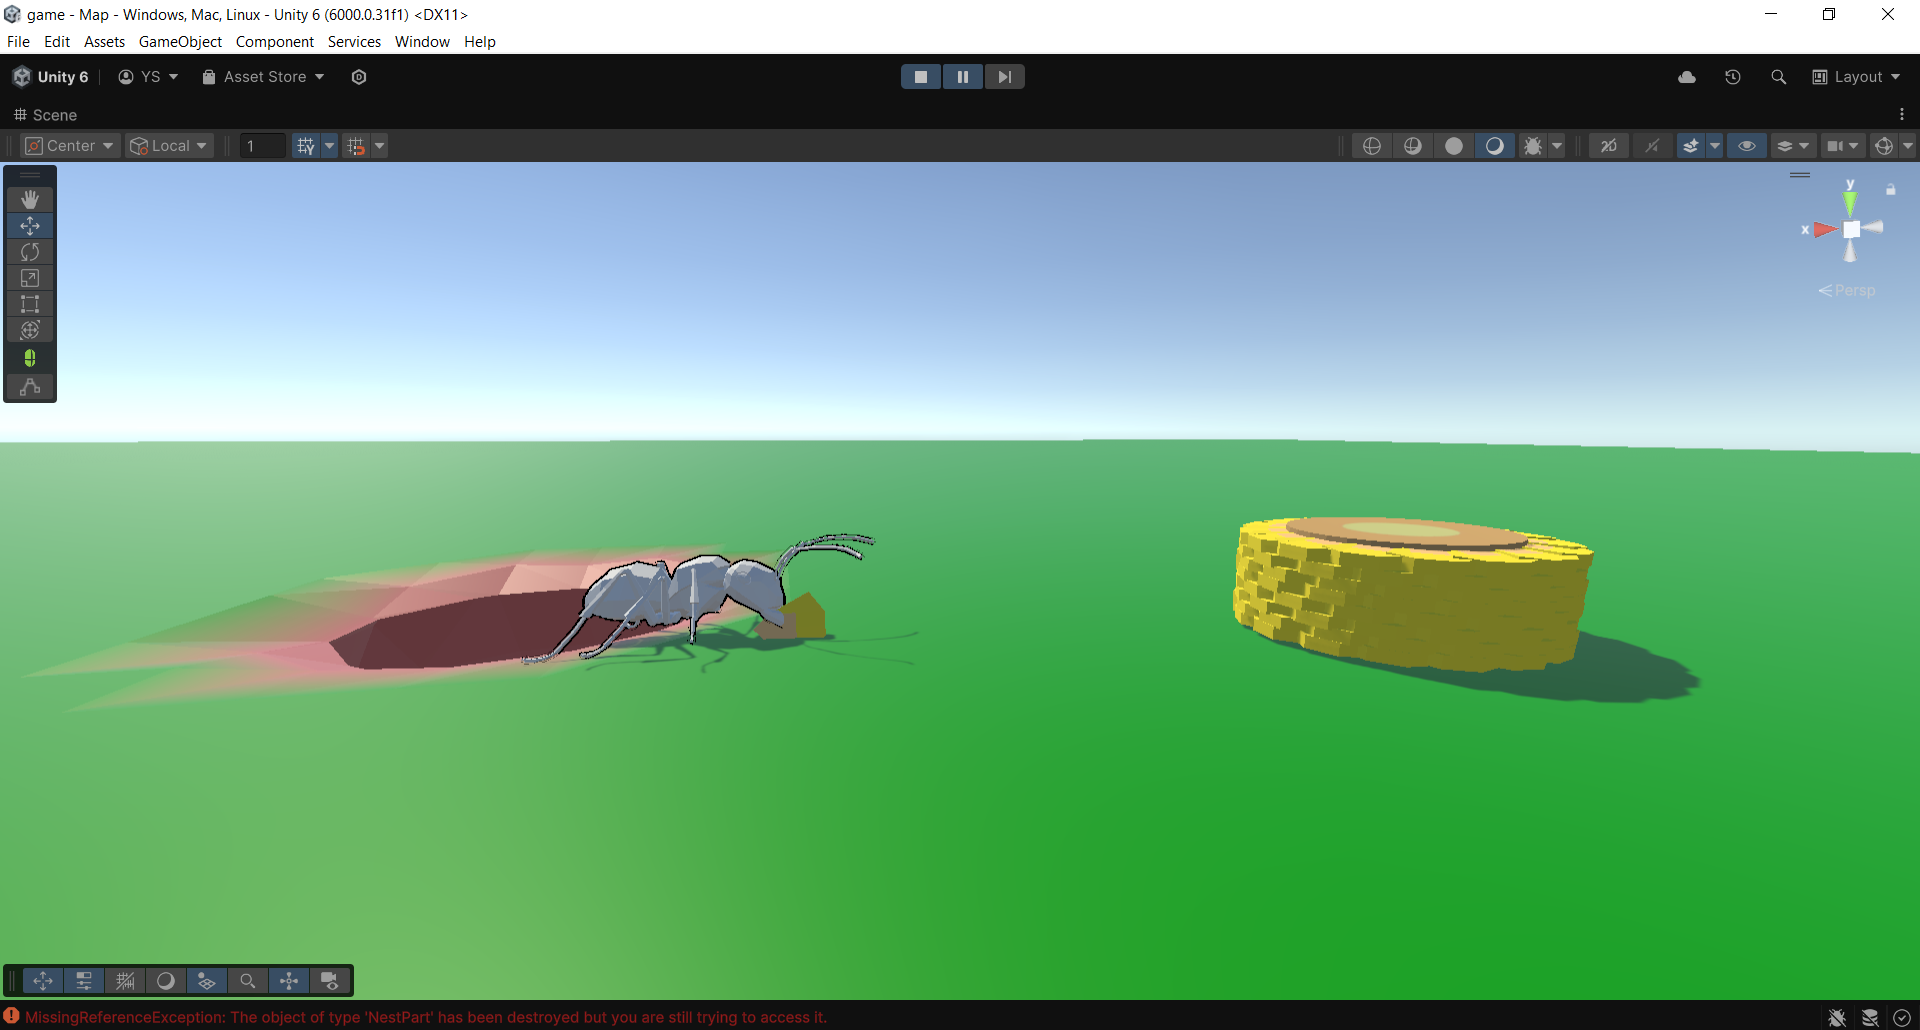 game - Map - Windows, Mac, Linux - Unity 6 (6000.0.31f1) <DX11>
File Edit Assets GameObject Component Services Window Help
Unity 6 YS Asset Store Layout
Scene
Center Local 1 2D
y
x
Persp
MissingReferenceException: The object of type 'NestPart' has been destroyed but you are still trying to access it.